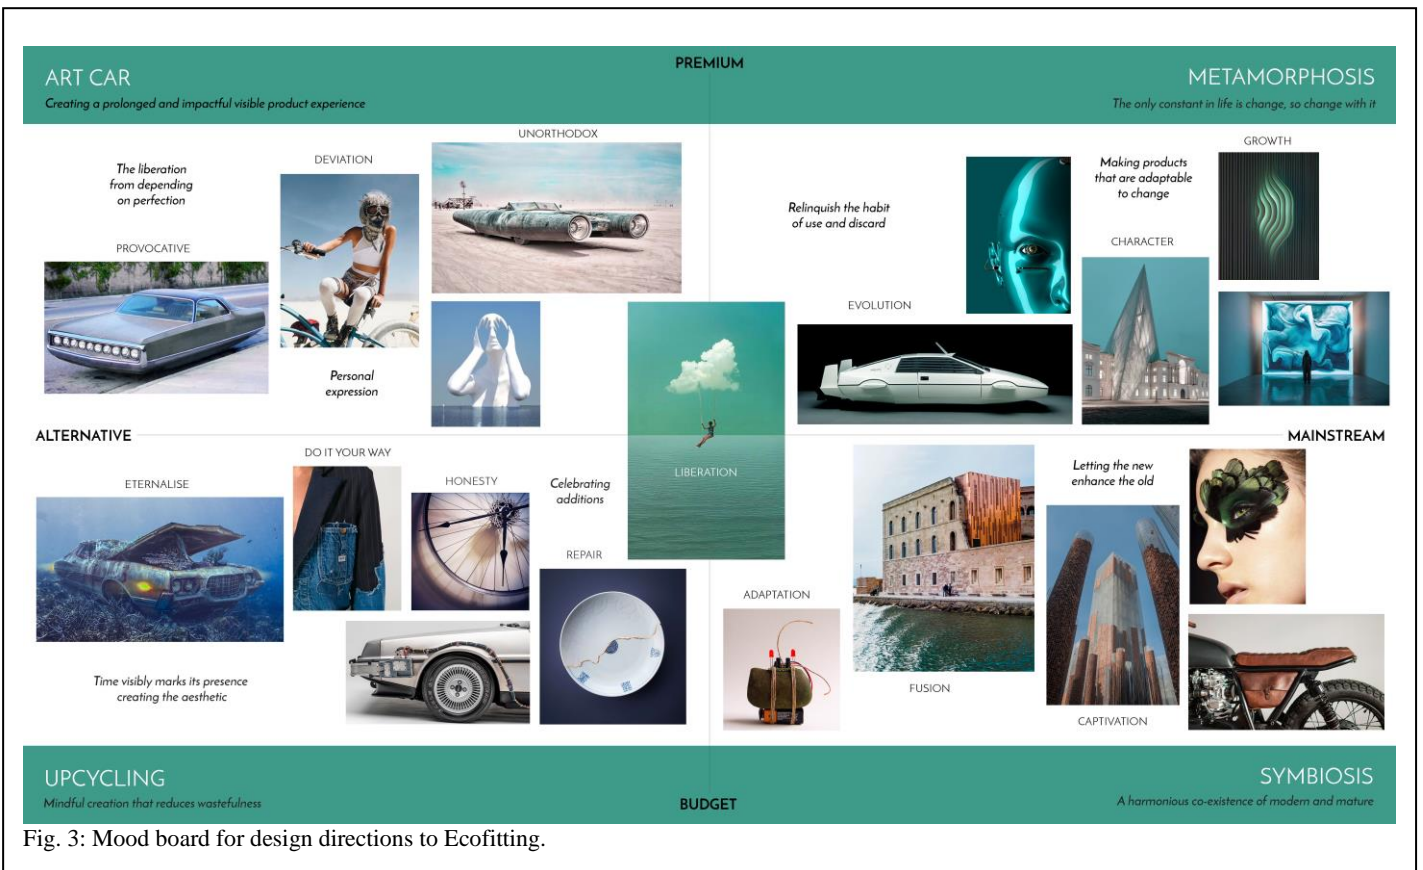 PREMIUM
ART CAR
Creating a prolonged and impactful visible product experience
METAMORPHOSIS
The only constant in life is change, so change with it
UNORTHODOX
DEVIATION
The liberation
from depending
on perfection
PROVOCATIVE
Personal
expression
GROWTH
Making products
that are adaptable
to change
Relinquish the habit
of use and discard
CHARACTER
EVOLUTION
ALTERNATIVE
MAINSTREAM
LIBERATION
DO IT YOUR WAY
ETERNALISE
HONESTY
Celebrating
additions
REPAIR
Time visibly marks its presence
creating the aesthetic
Letting the new
enhance the old
ADAPTATION
FUSION
CAPTIVATION
UPCYCLING
Mindful creation that reduces wastefulness
BUDGET
SYMBIOSIS
A harmonious co-existence of modern and mature
Fig. 3: Mood board for design directions to Ecofitting.